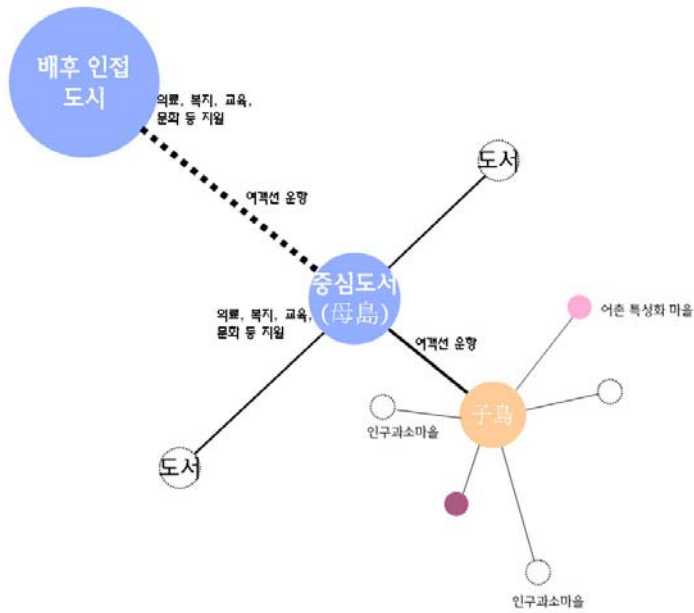 배후 인접
도시
의료, 복지, 교육,
문화 등 지원
여객선 운항
도서
중심도서
(母島)
의료, 복지, 교육,
문화 등 지원
여객선 운항
어촌 특성화 마을
子島
인구과소마을
도서
인구과소마을